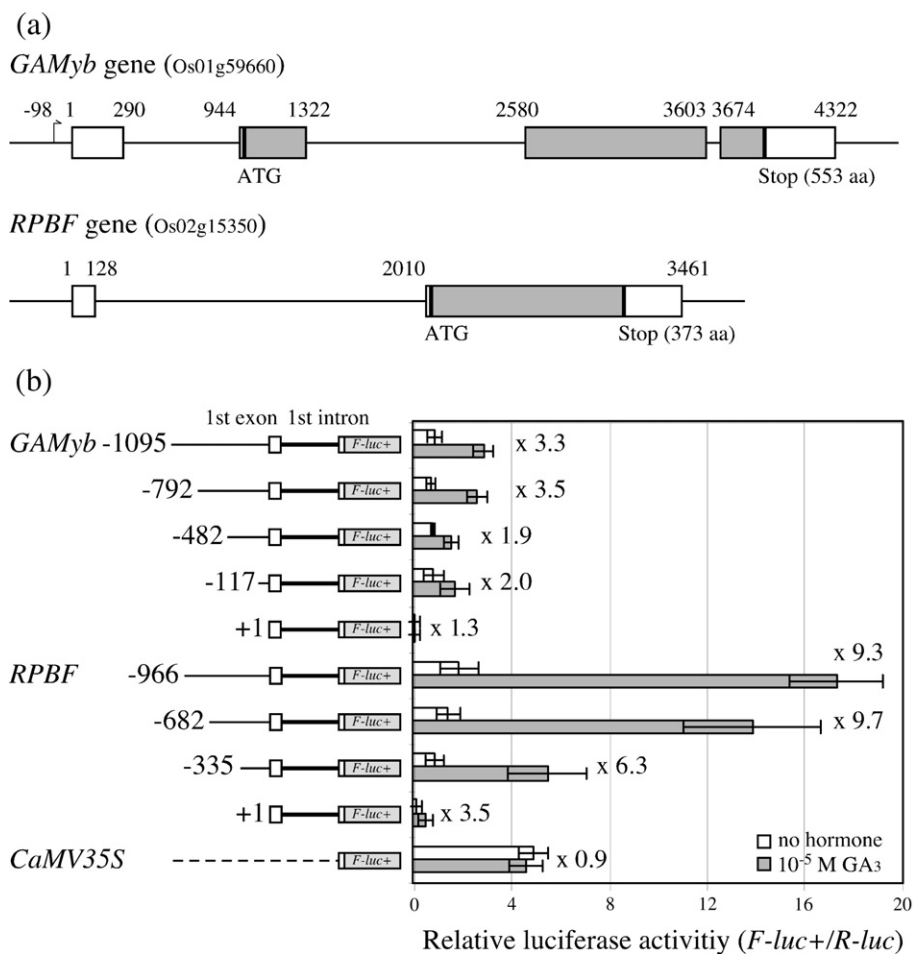 (a)
GAMyb gene (Os01g59660)
-98 1 290 944 1322 2580 3603 3674 4322
ATG Stop (553 aa)
RPBF gene (Os02g15350)
1 128 2010 3461
ATG Stop (373 aa)
(b)
1st exon 1st intron
GAMyb -1095 F-luc+ x 3.3
-792 F-luc+ x 3.5
-482 F-luc+ x 1.9
-117 F-luc+ x 2.0
+1 F-luc+ x 1.3
RPBF -966 F-luc+ x 9.3
-682 F-luc+ x 9.7
-335 F-luc+ x 6.3
+1 F-luc+ x 3.5
CaMV35S F-luc+ x 0.9
no hormone
10⁻⁵ M GA₃
0 4 8 12 16 20
Relative luciferase activitiy (F-luc+/R-luc)